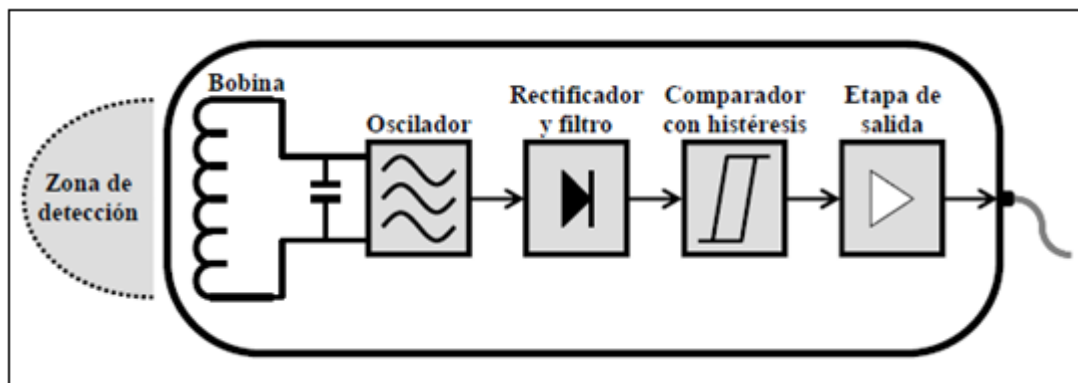 Bobina
Oscilador
Rectificador
y filtro
Comparador
con histéresis
Etapa de
salida
Zona de
detección